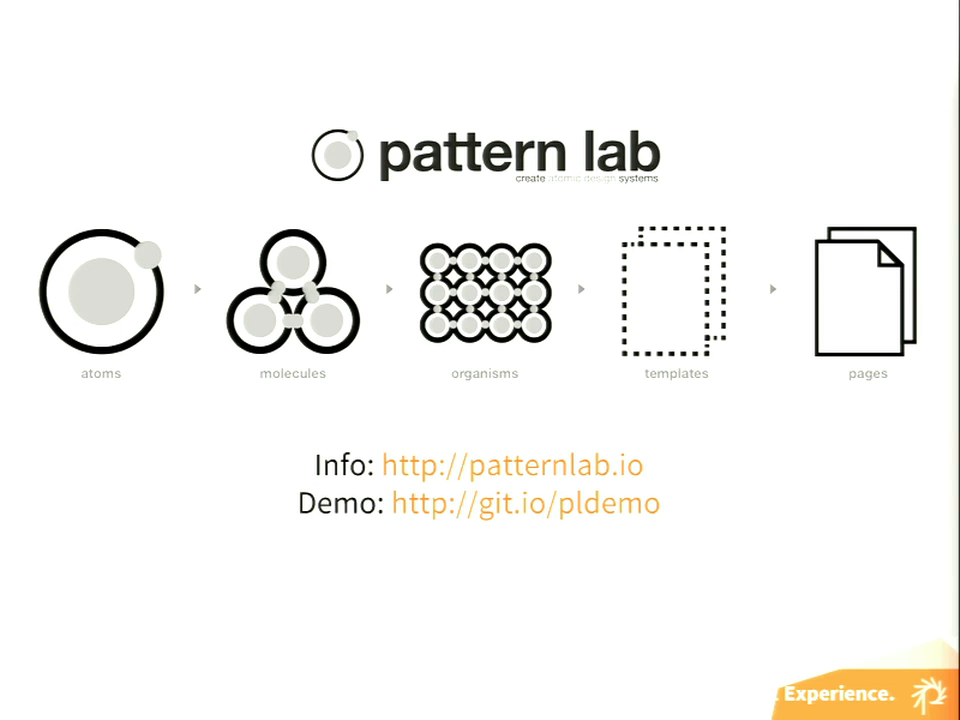 pattern lab
create atomic design systems
atoms
molecules
organisms
templates
pages
Info: http://patternlab.io
Demo: http://git.io/pldemo
. Experience.